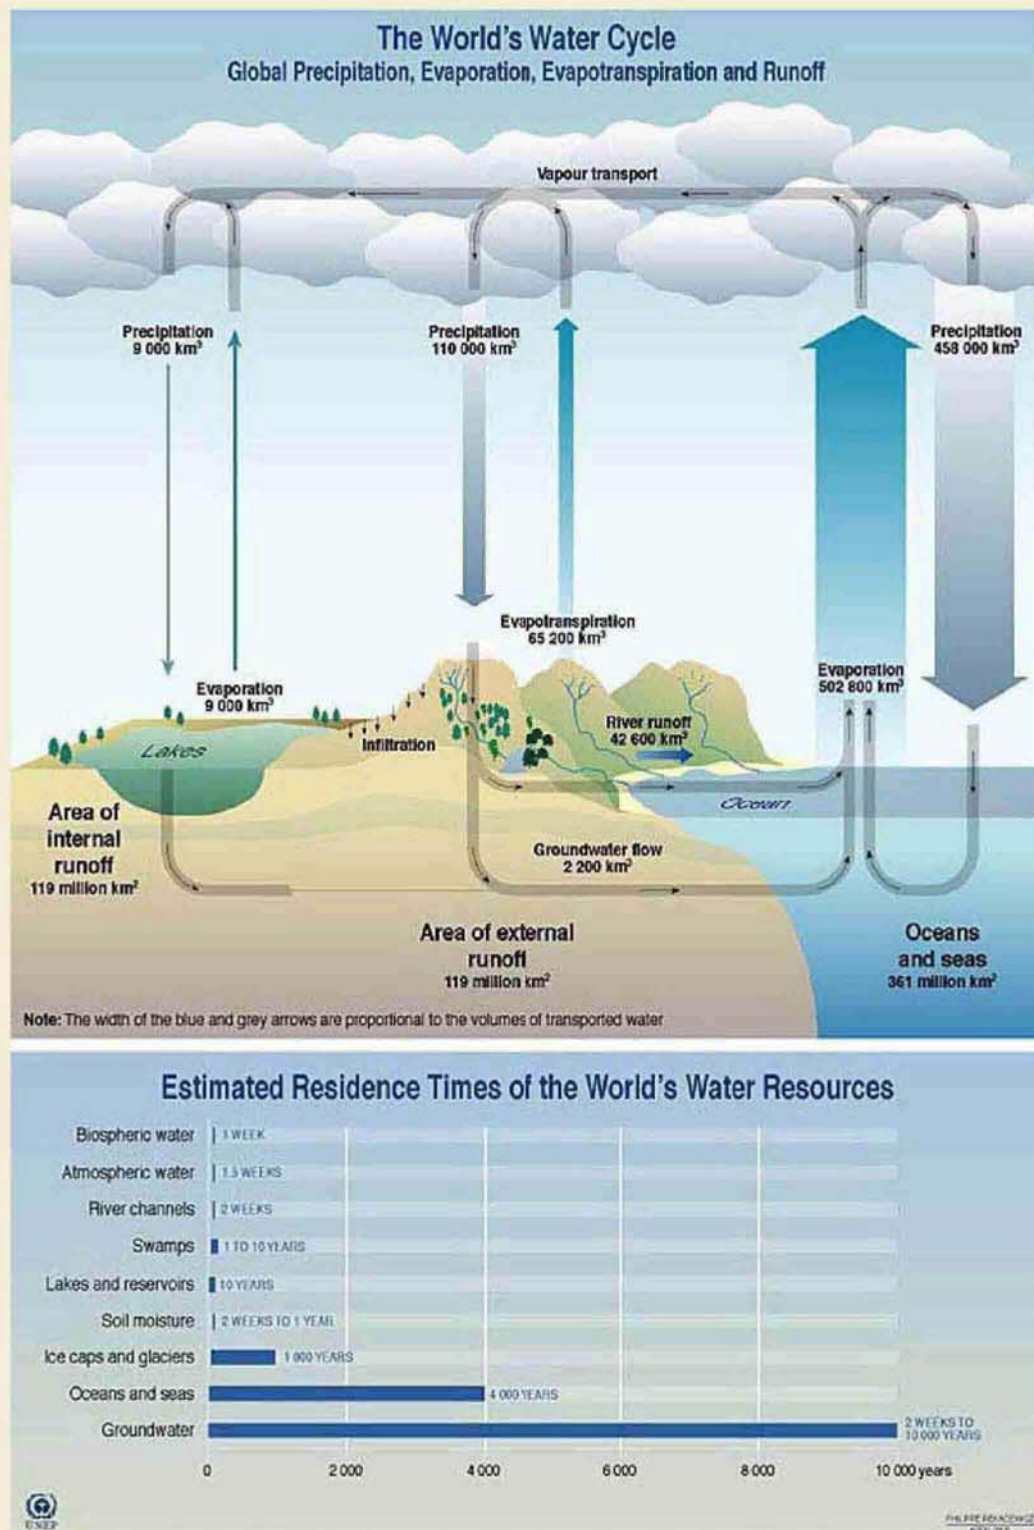 The World's Water Cycle
Global Precipitation, Evaporation, Evapotranspiration and Runoff
Vapour transport
Precipitation
9 000 km³
Precipitation
110 000 km³
Precipitation
458 000 km³
Evapotranspiration
65 200 km³
Evaporation
9 000 km³
Evaporation
502 800 km³
River runoff
42 600 km³
Infiltration
Lakes
Ocean
Area of
internal
runoff
119 million km²
Groundwater flow
2 200 km³
Area of external
runoff
119 million km²
Oceans
and seas
361 million km²
Note: The width of the blue and grey arrows are proportional to the volumes of transported water
Estimated Residence Times of the World's Water Resources
Biospheric water 1 WEEK
Atmospheric water 1.5 WEEKS
River channels 2 WEEKS
Swamps 1 TO 10 YEARS
Lakes and reservoirs 10 YEARS
Soil moisture 2 WEEKS TO 1 YEAR
Ice caps and glaciers 1 000 YEARS
Oceans and seas 4 000 YEARS
Groundwater 2 WEEKS TO
10 000 YEARS
0 2 000 4 000 6 000 8 000 10 000 years
UNEP
PHILIPPE REKACEWICZ